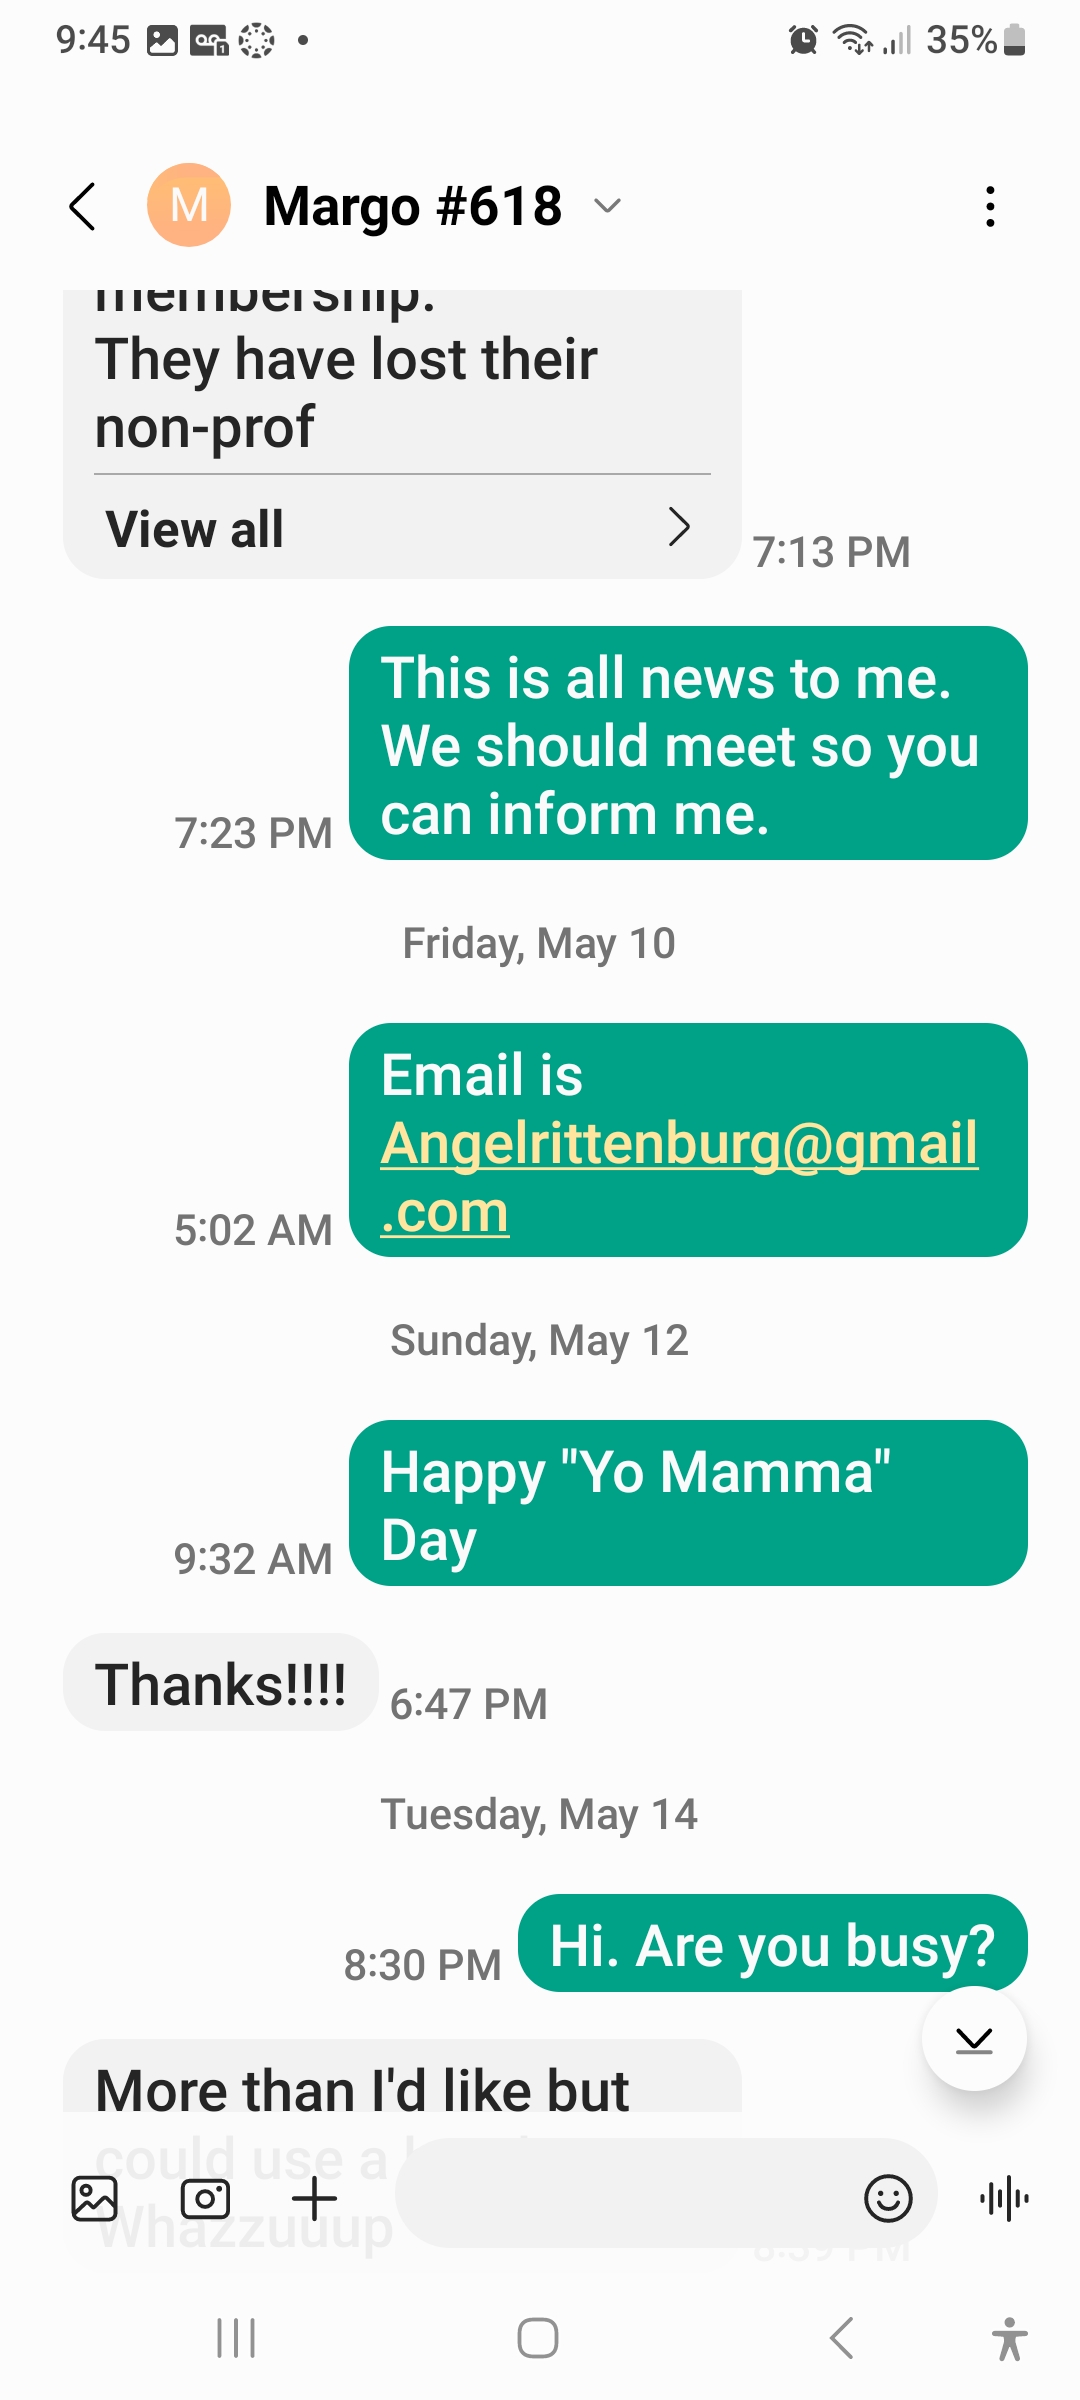 9:45
35%
M
Margo #618
membership.
They have lost their
non-prof
View all
7:13 PM
This is all news to me.
We should meet so you
can inform me.
7:23 PM
Friday, May 10
Email is
Angelrittenburg@gmail
.com
5:02 AM
Sunday, May 12
Happy "Yo Mamma"
Day
9:32 AM
Thanks!!!!
6:47 PM
Tuesday, May 14
Hi. Are you busy?
8:30 PM
More than I'd like but
could use a
Whazzuuup
8:39 PM